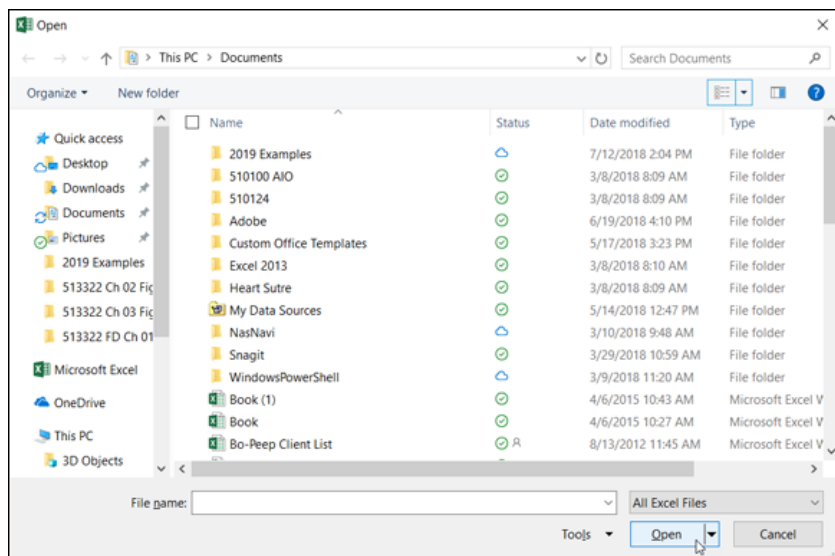 Open
This PC > Documents
Search Documents
Organize
New folder
Name Status Date modified Type
Quick access
Desktop
Downloads
Documents
Pictures
2019 Examples
513322 Ch 02 Fig
513322 Ch 03 Fig
513322 FD Ch 01
Microsoft Excel
OneDrive
This PC
3D Objects
2019 Examples 7/12/2018 2:04 PM File folder
510100 AIO 3/8/2018 8:09 AM File folder
510124 3/8/2018 8:09 AM File folder
Adobe 6/19/2018 4:10 PM File folder
Custom Office Templates 5/17/2018 3:23 PM File folder
Excel 2013 3/8/2018 8:10 AM File folder
Heart Sutre 3/8/2018 8:09 AM File folder
My Data Sources 5/14/2018 12:47 PM File folder
NasNavi 3/10/2018 9:48 AM File folder
Snagit 3/29/2018 10:59 AM File folder
WindowsPowerShell 3/9/2018 11:20 AM File folder
Book (1) 4/6/2015 10:43 AM Microsoft Excel W
Book 4/6/2015 10:27 AM Microsoft Excel W
Bo-Peep Client List 8/13/2012 11:45 AM Microsoft Excel W
File name: All Excel Files
Tools Open Cancel